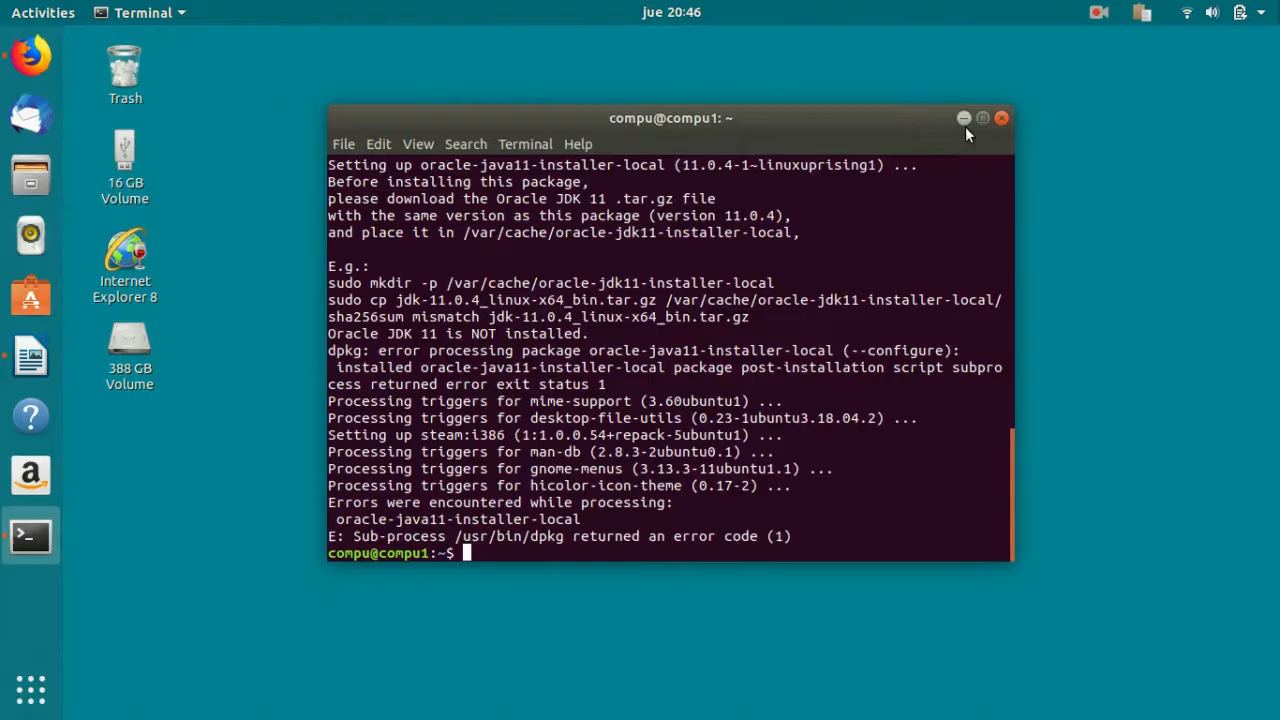 Activities
Terminal
jue 20:46
Trash
16 GB
Volume
Internet
Explorer 8
388 GB
Volume
compu@compu1: ~
File Edit View Search Terminal Help
Setting up oracle-java11-installer-local (11.0.4-1~linuxuprising1) ...
Before installing this package,
please download the Oracle JDK 11 .tar.gz file
with the same version as this package (version 11.0.4),
and place it in /var/cache/oracle-jdk11-installer-local,
E.g.:
sudo mkdir -p /var/cache/oracle-jdk11-installer-local
sudo cp jdk-11.0.4_linux-x64_bin.tar.gz /var/cache/oracle-jdk11-installer-local/
sha256sum mismatch jdk-11.0.4_linux-x64_bin.tar.gz
Oracle JDK 11 is NOT installed.
dpkg: error processing package oracle-java11-installer-local (--configure):
installed oracle-java11-installer-local package post-installation script subpro
cess returned error exit status 1
Processing triggers for mime-support (3.60ubuntu1) ...
Processing triggers for desktop-file-utils (0.23-1ubuntu3.18.04.2) ...
Setting up steam:i386 (1:1.0.0.54+repack-5ubuntu1) ...
Processing triggers for man-db (2.8.3-2ubuntu0.1) ...
Processing triggers for gnome-menus (3.13.3-11ubuntu1.1) ...
Processing triggers for hicolor-icon-theme (0.17-2) ...
Errors were encountered while processing:
oracle-java11-installer-local
E: Sub-process /usr/bin/dpkg returned an error code (1)
compu@compu1:~$